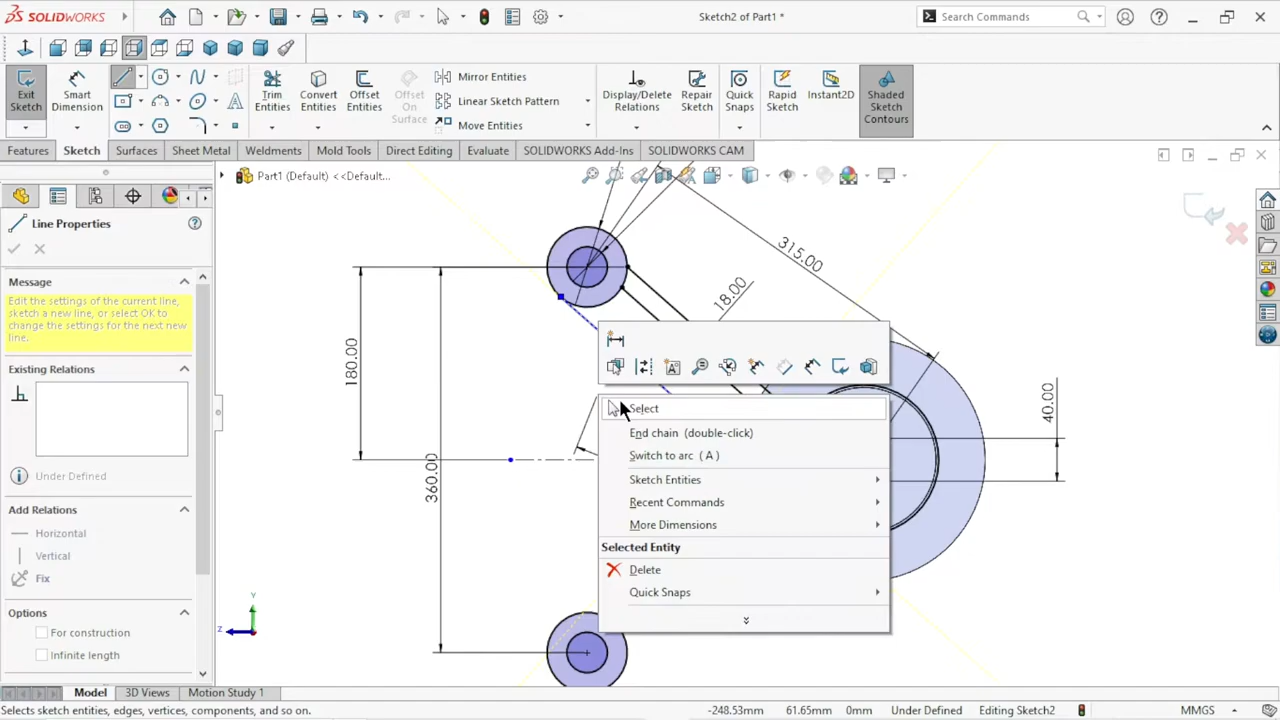 SOLIDWORKS
Sketch2 of Part1 *
Search Commands
Exit Sketch
Smart Dimension
Trim Entities
Convert Entities
Offset Entities
Offset On Surface
Mirror Entities
Linear Sketch Pattern
Move Entities
Display/Delete Relations
Repair Sketch
Quick Snaps
Rapid Sketch
Instant2D
Shaded Sketch Contours
Features
Sketch
Surfaces
Sheet Metal
Weldments
Mold Tools
Direct Editing
Evaluate
SOLIDWORKS Add-Ins
SOLIDWORKS CAM
Part1 (Default) <<Default...
Line Properties
Message
Edit the settings of the current line,
sketch a new line, or select OK to
change the settings for the next new
line.
Existing Relations
Under Defined
Add Relations
Horizontal
Vertical
Fix
Options
For construction
Infinite length
315.00
18.00
180.00
360.00
40.00
Select
End chain (double-click)
Switch to arc ( A )
Sketch Entities
Recent Commands
More Dimensions
Selected Entity
Delete
Quick Snaps
Y
Z
Model
3D Views
Motion Study 1
Selects sketch entities, edges, vertices, components, and so on.
-248.53mm
61.65mm
0mm
Under Defined
Editing Sketch2
MMGS